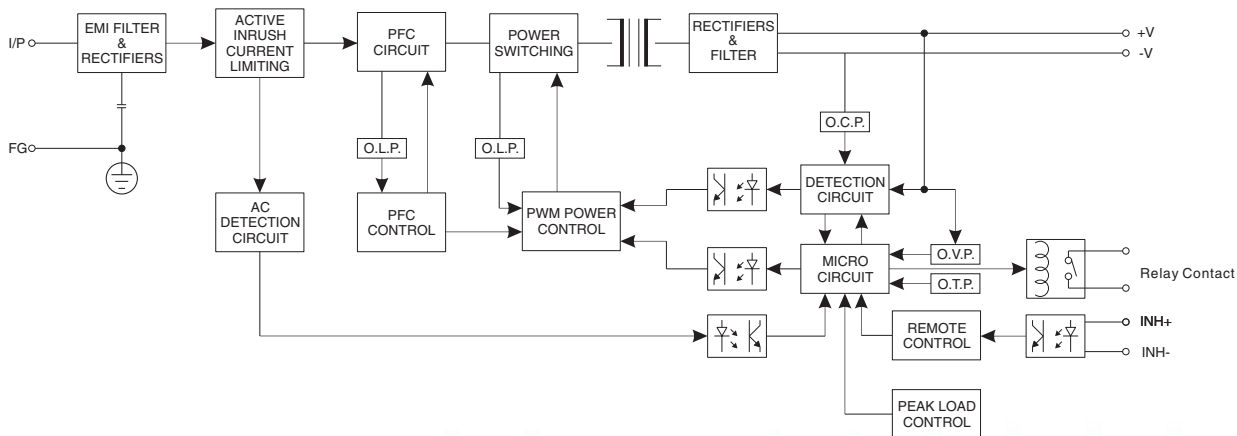 I/P
EMI FILTER
&
RECTIFIERS
ACTIVE
INRUSH
CURRENT
LIMITING
PFC
CIRCUIT
POWER
SWITCHING
RECTIFIERS
&
FILTER
+V
-V
FG
O.L.P.
O.L.P.
O.C.P.
AC
DETECTION
CIRCUIT
PFC
CONTROL
PWM POWER
CONTROL
DETECTION
CIRCUIT
MICRO
CIRCUIT
O.V.P.
O.T.P.
Relay Contact
REMOTE
CONTROL
INH+
INH-
PEAK LOAD
CONTROL